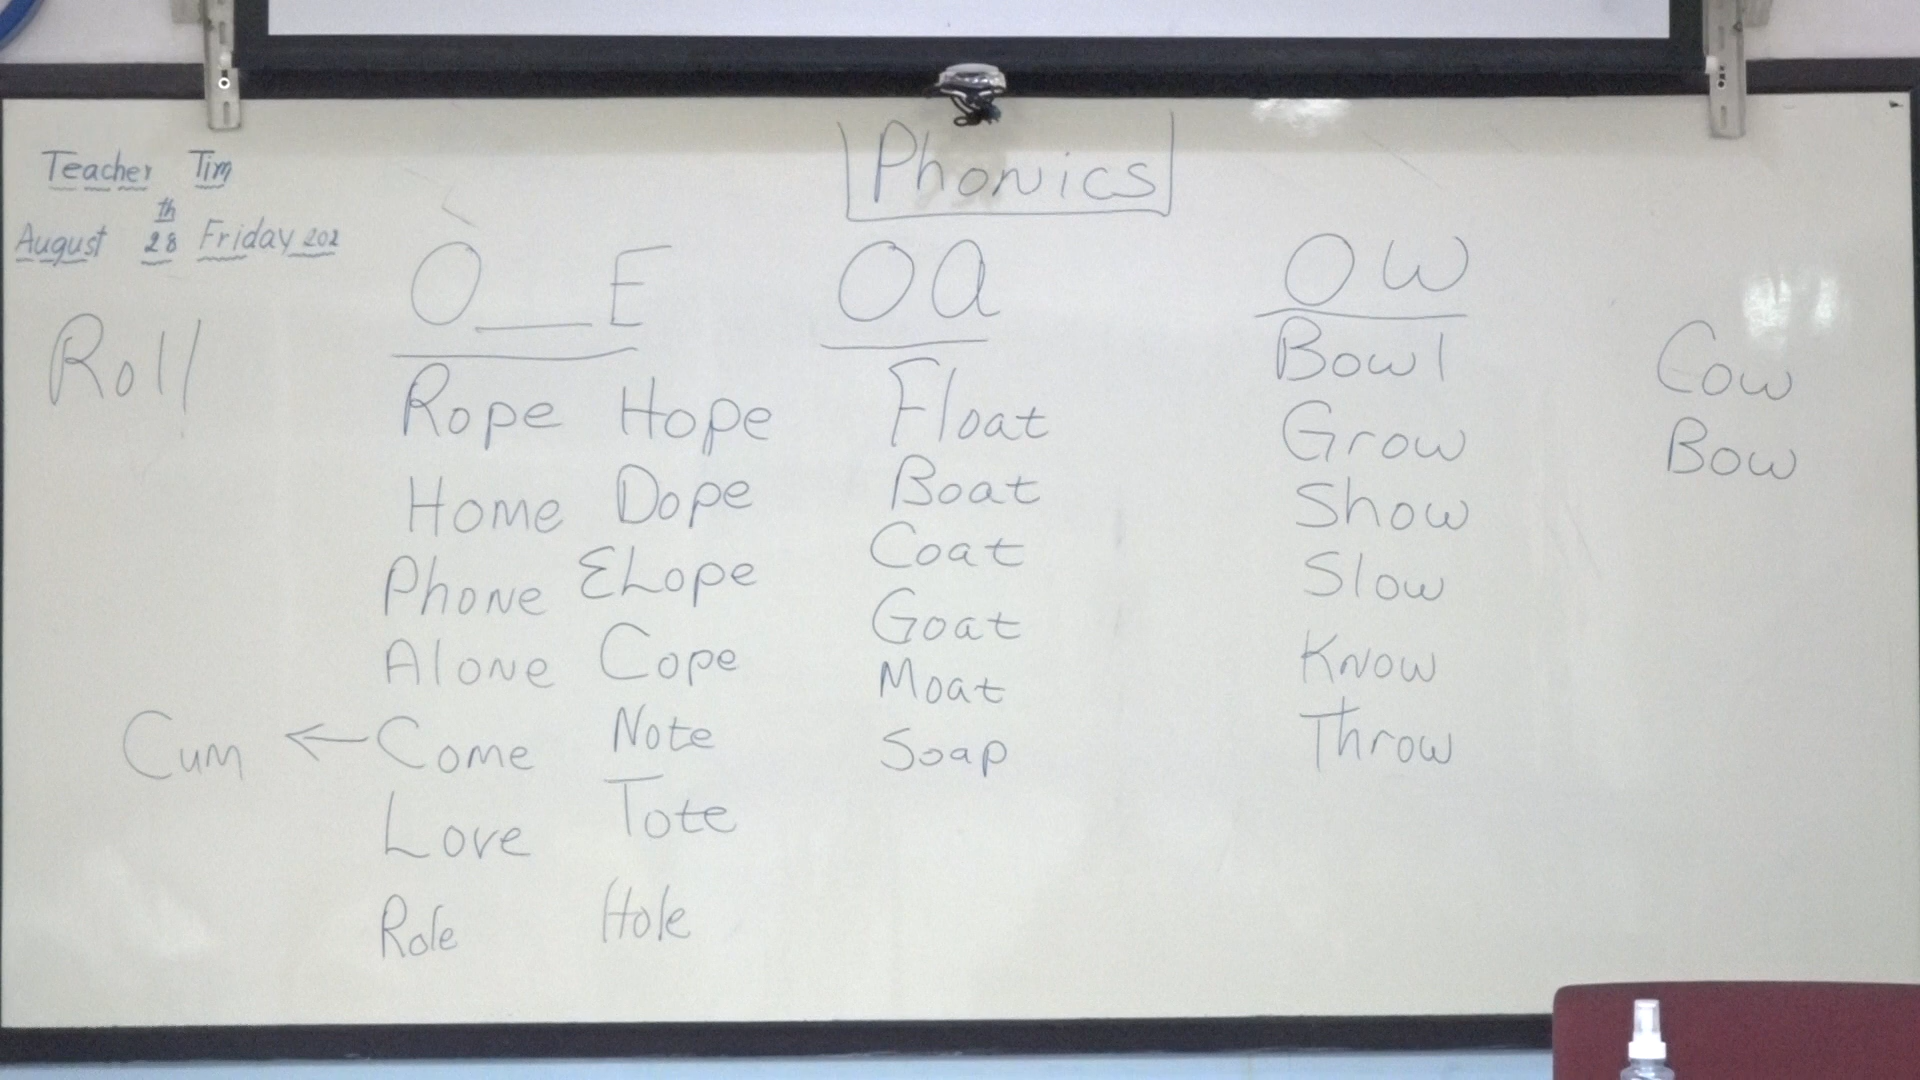 Phonics
Teacher Tim
August 28th Friday 202
O__E
OA
OW
Roll
Rope Hope
Home Dope
Phone ELope
Alone Cope
Cum ← Come Note
Love Tote
Role Hole
Float
Boat
Coat
Goat
Moat
Soap
Bowl
Grow
Show
Slow
Know
Throw
Cow
Bow